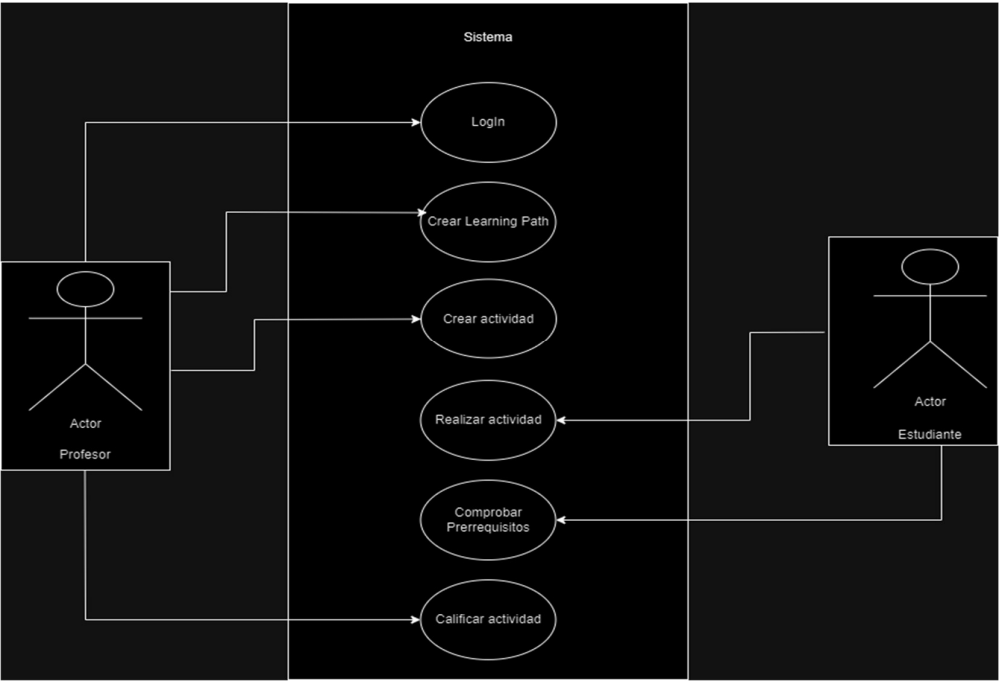 Sistema
LogIn
Crear Learning Path
Crear actividad
Realizar actividad
Comprobar
Prerrequisitos
Calificar actividad
Actor
Profesor
Actor
Estudiante